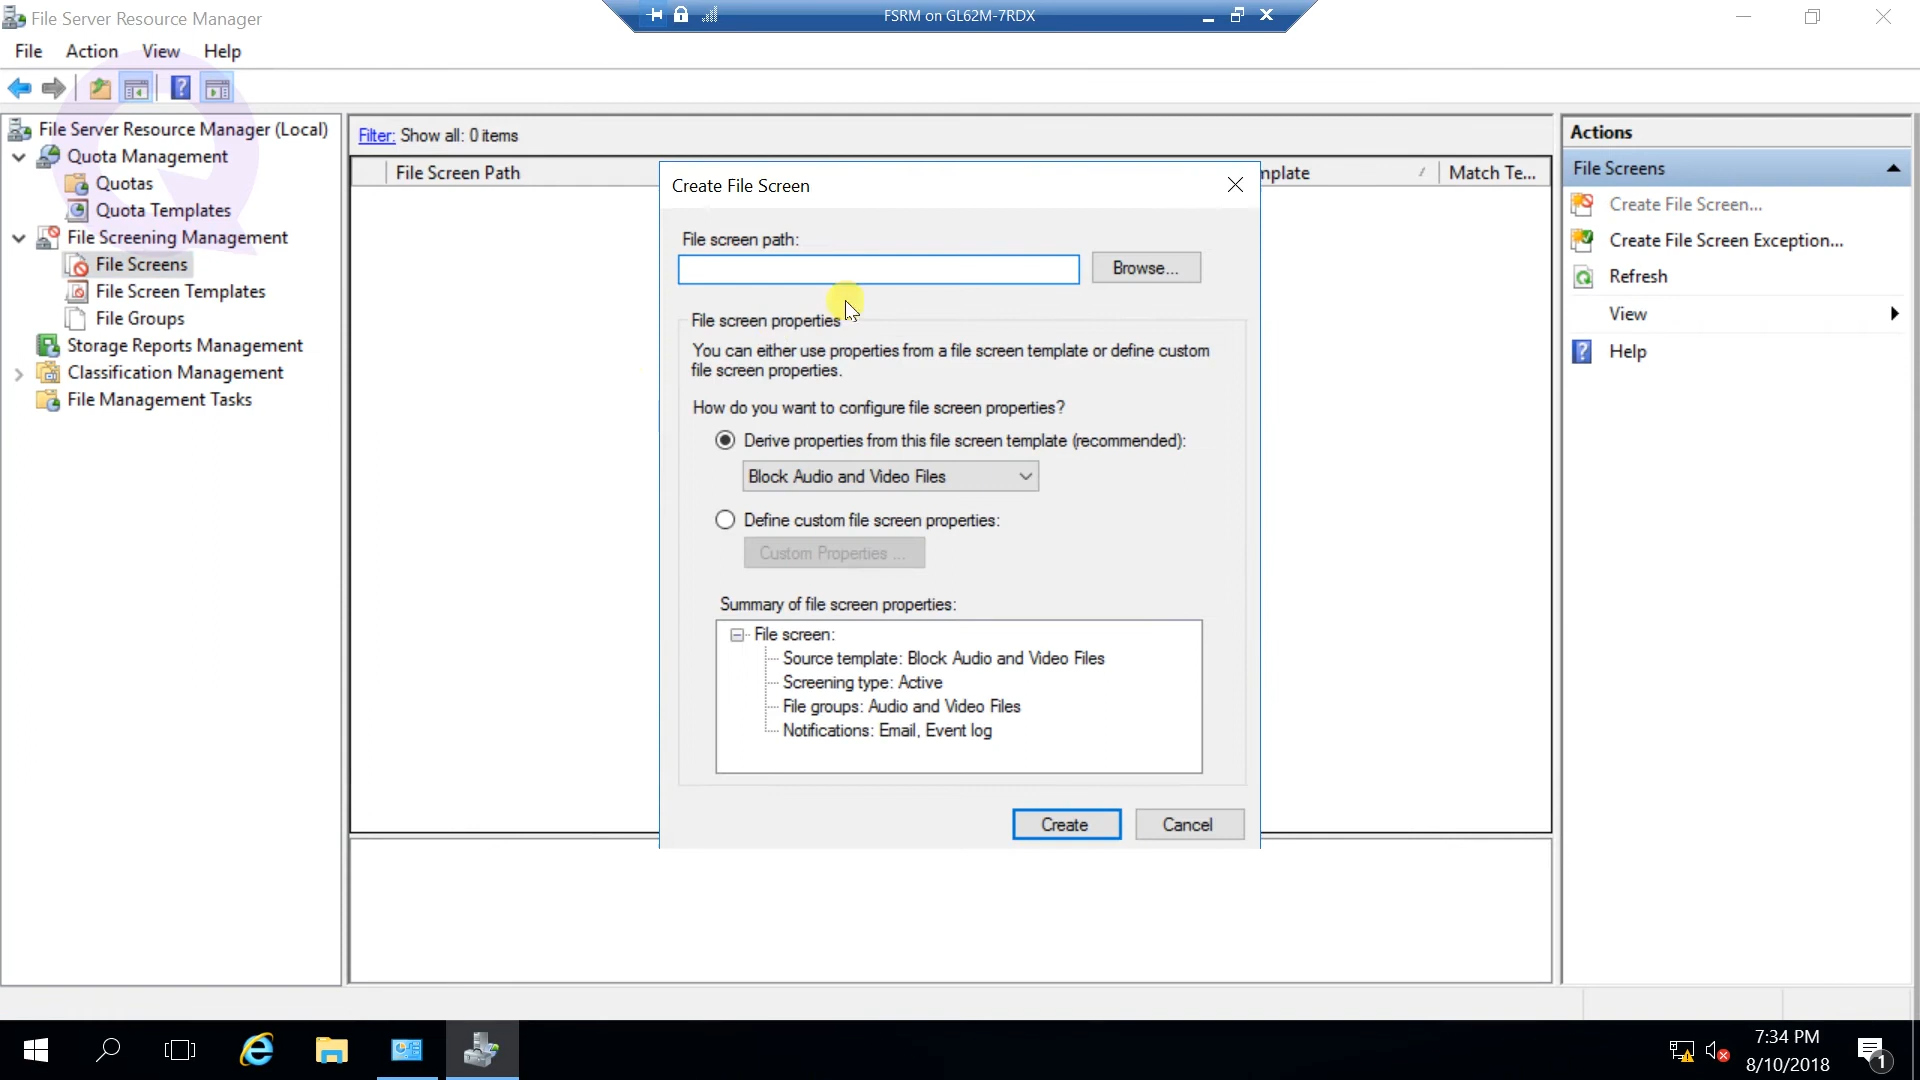 File Server Resource Manager
FSRM on GL62M-7RDX
File Action View Help
File Server Resource Manager (Local)
Quota Management
Quotas
Quota Templates
File Screening Management
File Screens
File Screen Templates
File Groups
Storage Reports Management
Classification Management
File Management Tasks
Filter: Show all: 0 items
File Screen Path
mplate
Match Te...
Create File Screen
File screen path:
Browse...
File screen properties
You can either use properties from a file screen template or define custom
file screen properties.
How do you want to configure file screen properties?
Derive properties from this file screen template (recommended):
Block Audio and Video Files
Define custom file screen properties:
Custom Properties ...
Summary of file screen properties:
File screen:
Source template: Block Audio and Video Files
Screening type: Active
File groups: Audio and Video Files
Notifications: Email, Event log
Create
Cancel
Actions
File Screens
Create File Screen...
Create File Screen Exception...
Refresh
View
Help
7:34 PM
8/10/2018
1